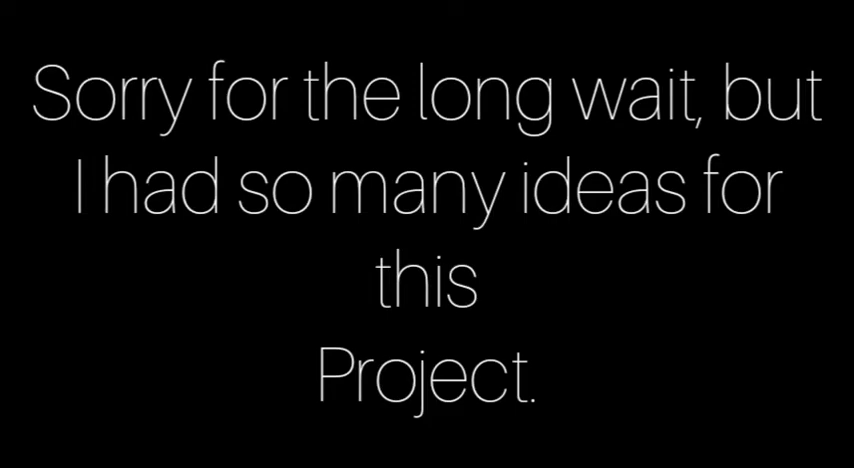 Sorry for the long wait, but
I had so many ideas for
this
Project.